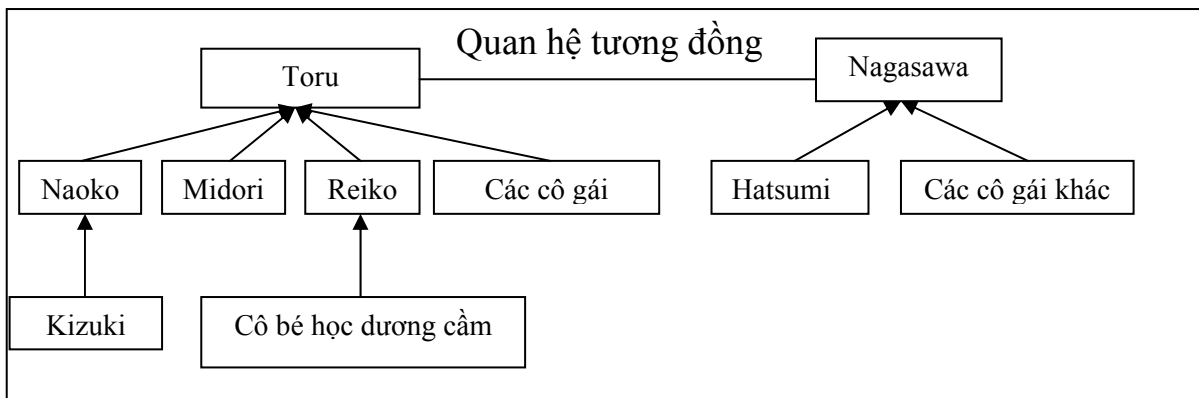 Quan hệ tương đồng
Toru
Nagasawa
Naoko
Midori
Reiko
Các cô gái
Hatsumi
Các cô gái khác
Kizuki
Cô bé học dương cầm